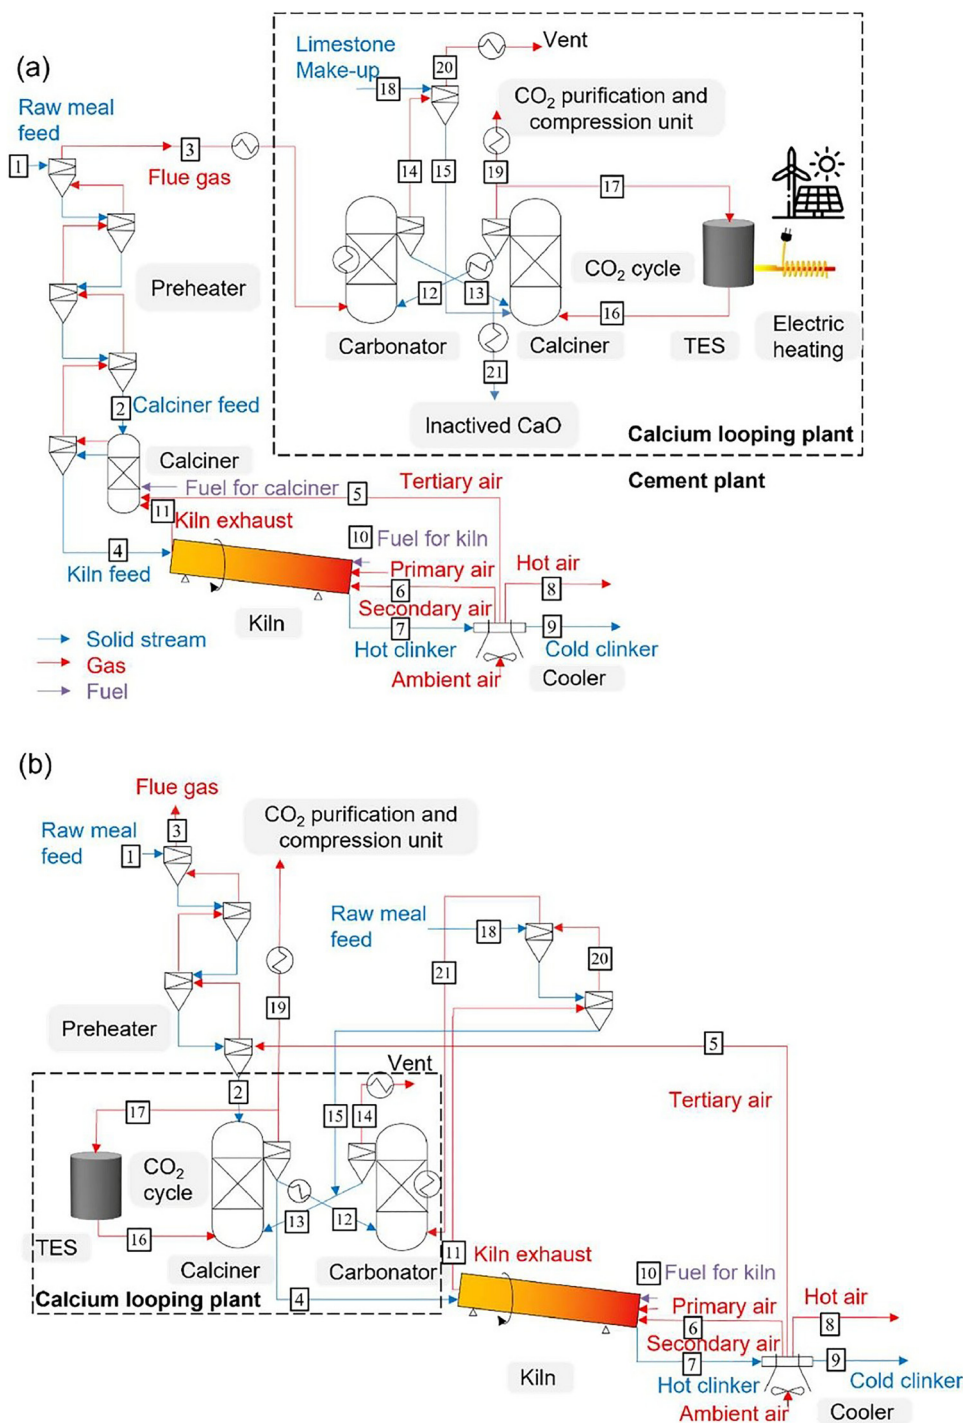 (a)
Limestone
Make-up
18
20
Vent
CO2 purification and
compression unit
Raw meal
feed
1
3
Flue gas
14
15
19
17
Preheater
CO2 cycle
12
13
16
Carbonator
Calciner
TES
Electric
heating
21
2
Calciner feed
Inactived CaO
Calcium looping plant
Calciner
Cement plant
Fuel for calciner
5
Tertiary air
11
Kiln exhaust
10
Fuel for kiln
4
Kiln feed
Primary air
6
Hot air
8
Secondary air
Kiln
7
9
Hot clinker
Cold clinker
Solid stream
Gas
Fuel
Ambient air
Cooler
(b)
Flue gas
3
CO2 purification and
compression unit
Raw meal
feed
1
Raw meal
feed
18
20
21
19
Preheater
5
2
Vent
Tertiary air
17
15
14
CO2
cycle
13
12
TES
16
Calciner
Carbonator
11
Kiln exhaust
Calcium looping plant
4
10
Fuel for kiln
Primary air
6
Hot air
8
Secondary air
7
9
Kiln
Hot clinker
Cold clinker
Ambient air
Cooler